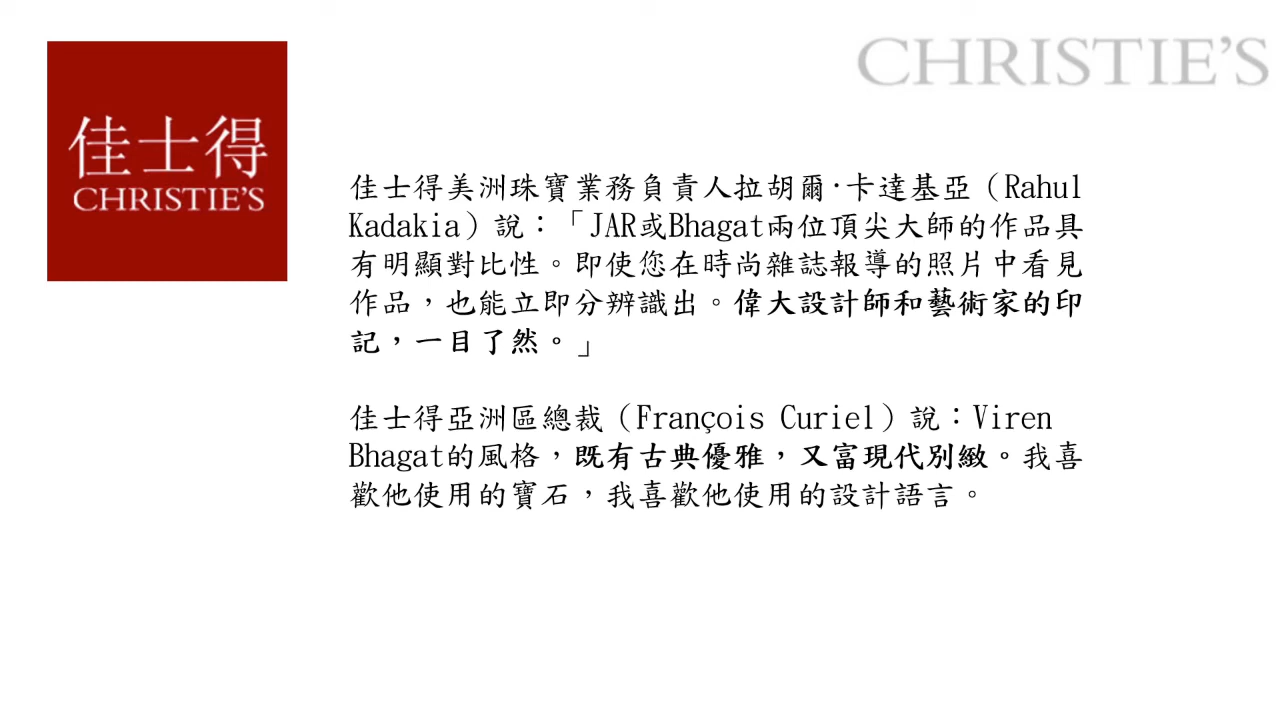 CHRISTIE'S
佳士得
CHRISTIE'S
佳士得美洲珠寶業務負責人拉胡爾·卡達基亞（Rahul
Kadakia）說：「JAR或Bhagat兩位頂尖大師的作品具
有明顯對比性。即使您在時尚雜誌報導的照片中看見
作品，也能立即分辨識出。偉大設計師和藝術家的印
記，一目了然。」
佳士得亞洲區總裁（François Curiel）說：Viren
Bhagat的風格，既有古典優雅，又富現代別緻。我喜
歡他使用的寶石，我喜歡他使用的設計語言。